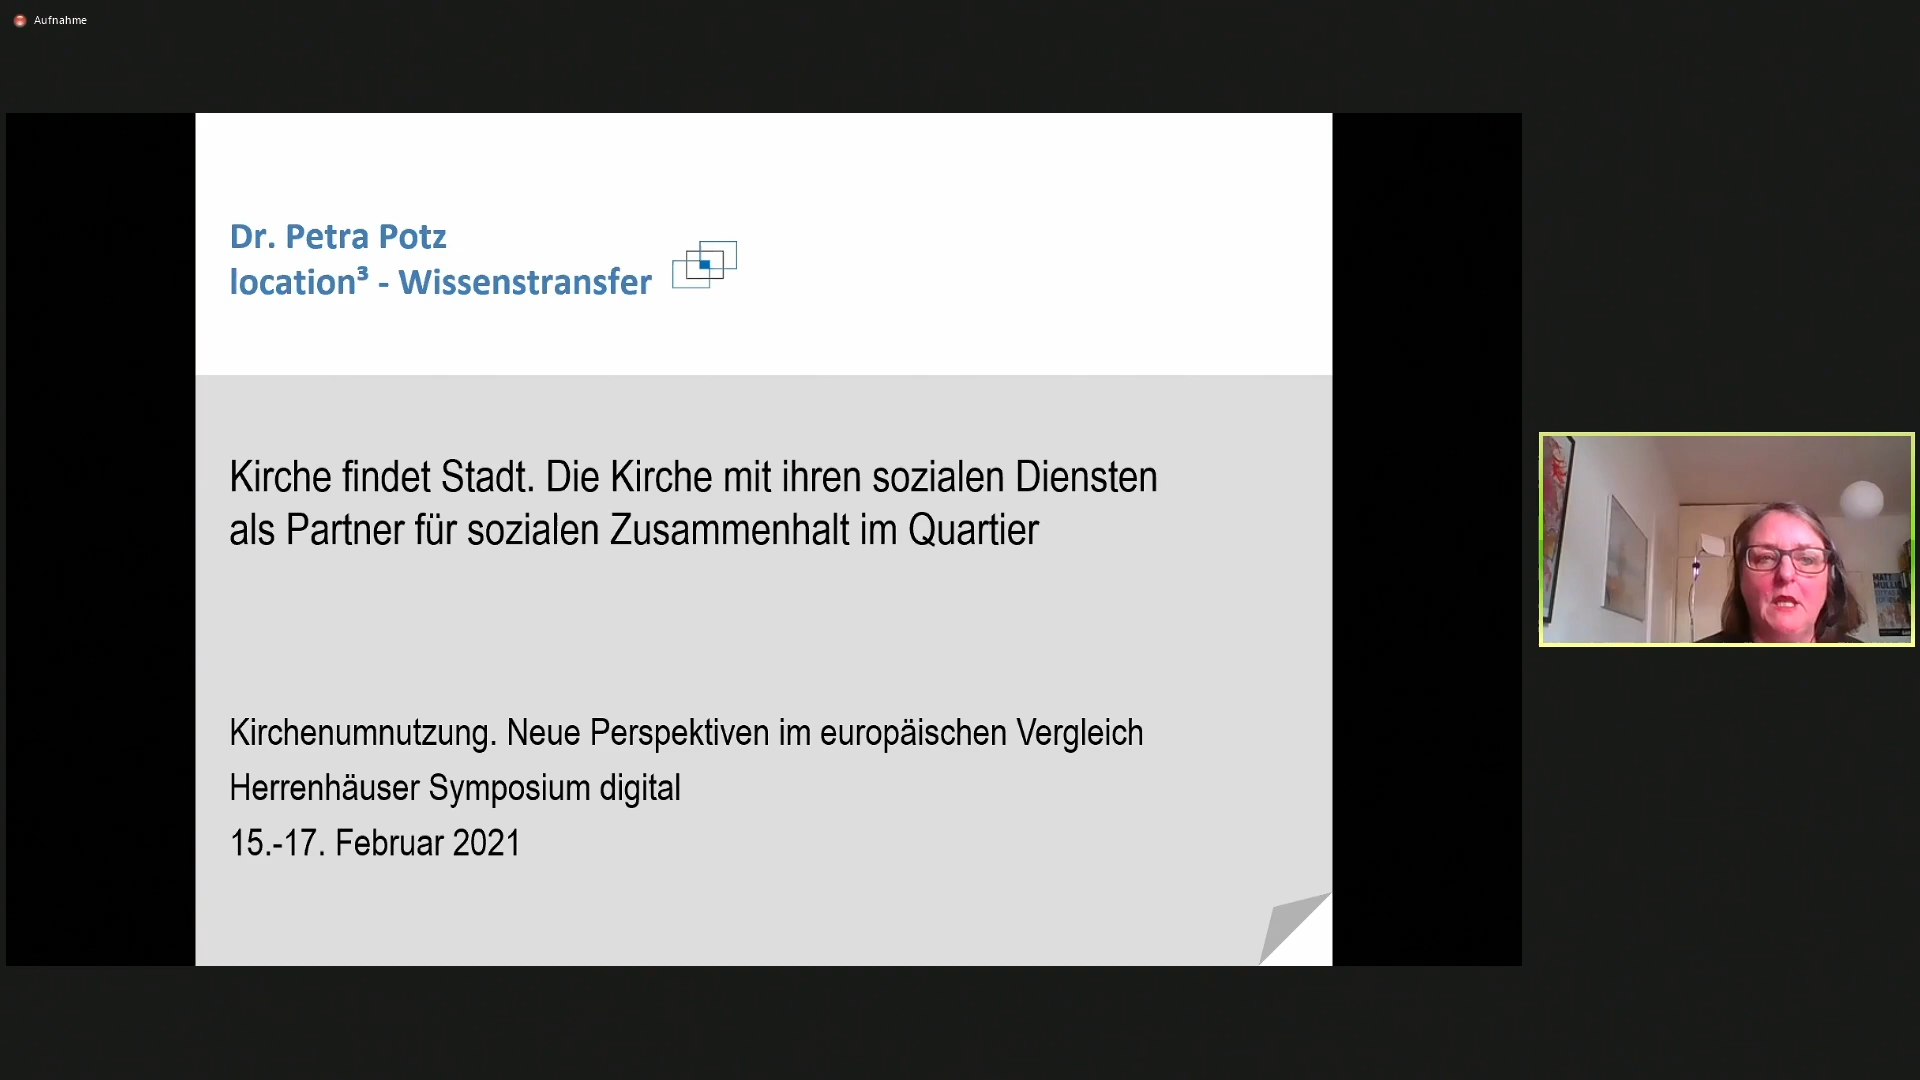 Aufnahme
Dr. Petra Potz
location³ - Wissenstransfer
Kirche findet Stadt. Die Kirche mit ihren sozialen Diensten
als Partner für sozialen Zusammenhalt im Quartier
Kirchenumnutzung. Neue Perspektiven im europäischen Vergleich
Herrenhäuser Symposium digital
15.-17. Februar 2021
MATT